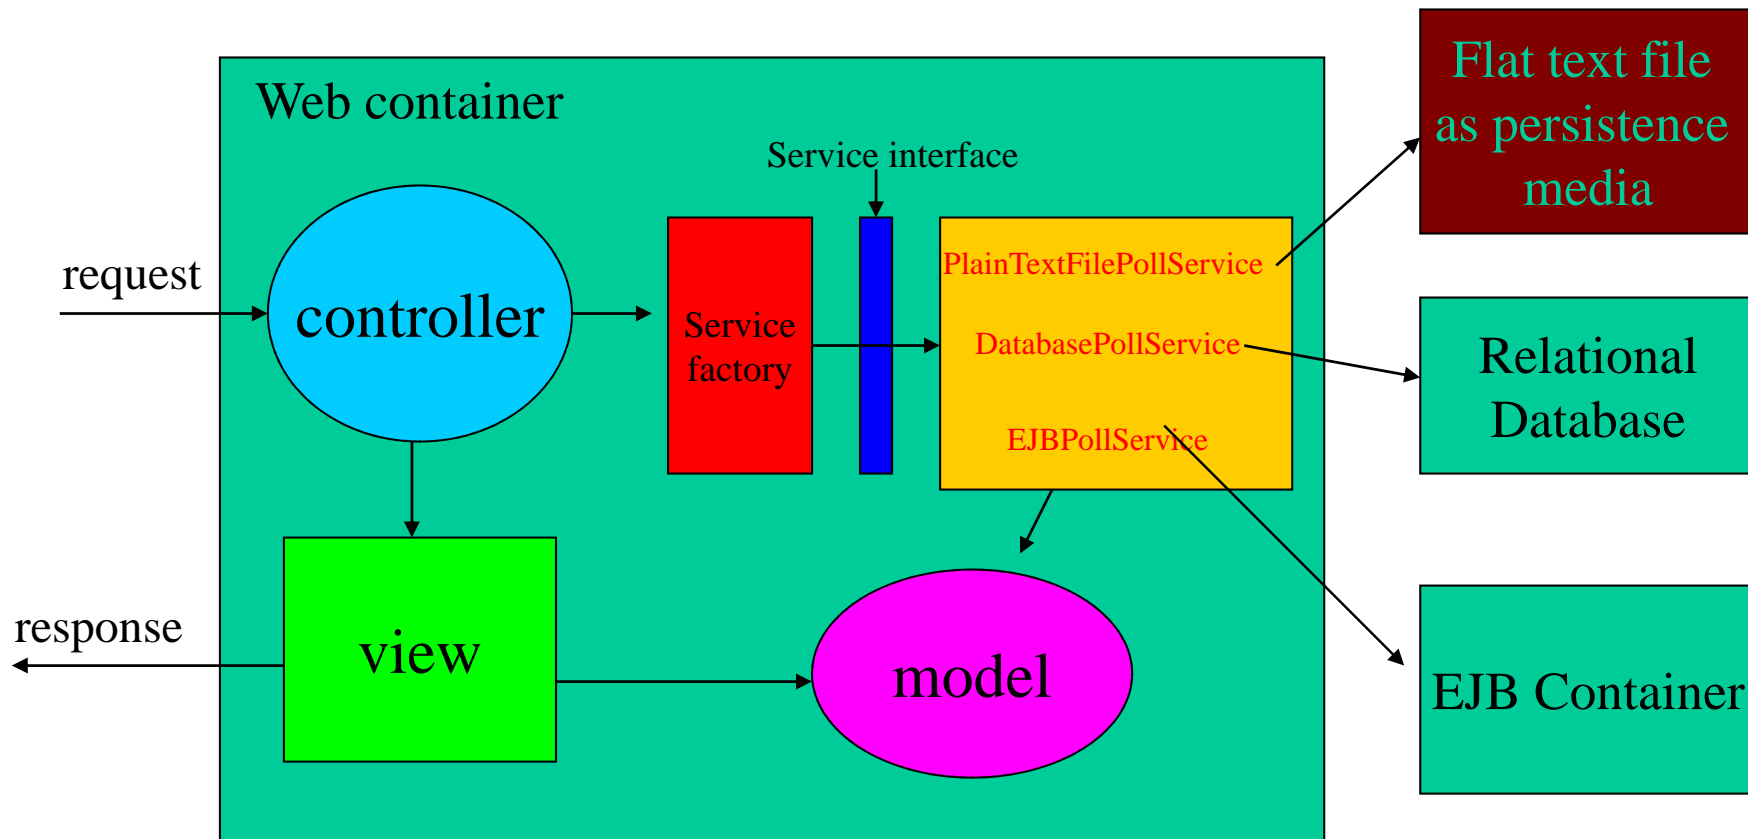 Web container
Service interface
request
controller
Service
factory
PlainTextFilePollService
DatabasePollService
EJBPollService
Flat text file
as persistence
media
Relational
Database
response
view
model
EJB Container